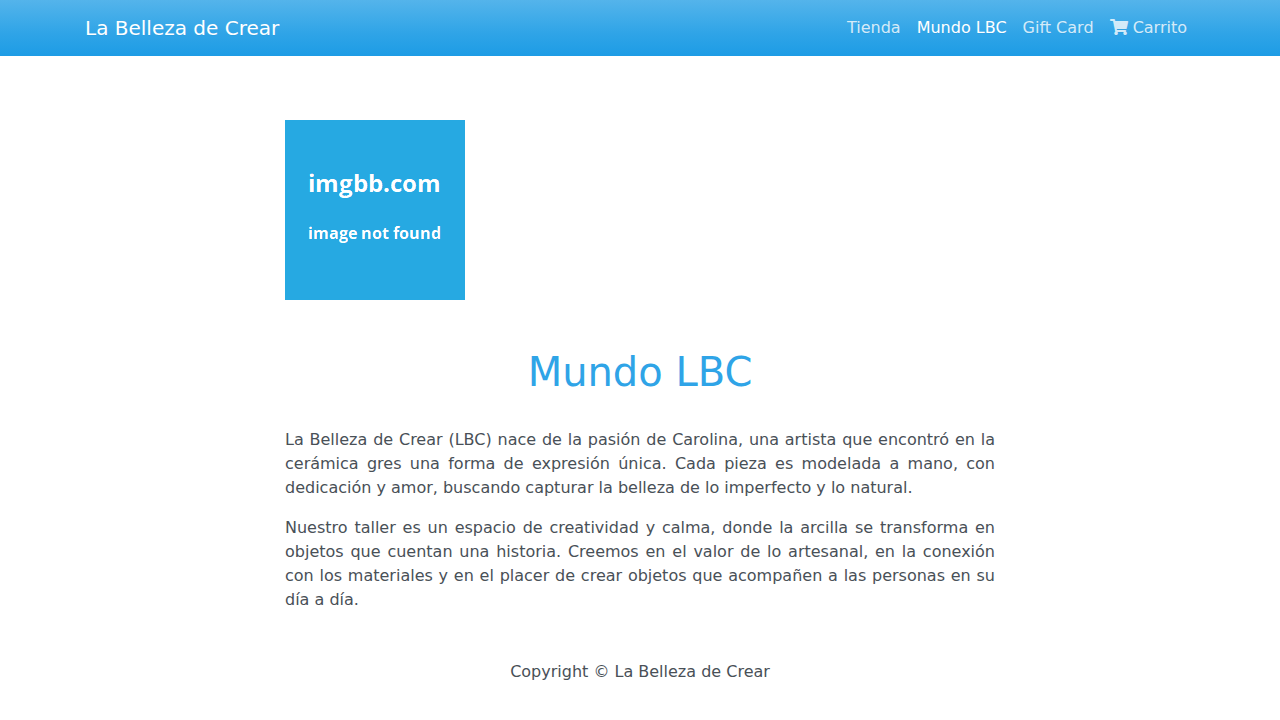 La Belleza de Crear
Tienda Mundo LBC Gift Card Carrito
imgbb.com
image not found
Mundo LBC
La Belleza de Crear (LBC) nace de la pasión de Carolina, una artista que encontró en la
cerámica gres una forma de expresión única. Cada pieza es modelada a mano, con
dedicación y amor, buscando capturar la belleza de lo imperfecto y lo natural.
Nuestro taller es un espacio de creatividad y calma, donde la arcilla se transforma en
objetos que cuentan una historia. Creemos en el valor de lo artesanal, en la conexión
con los materiales y en el placer de crear objetos que acompañen a las personas en su
día a día.
Copyright © La Belleza de Crear